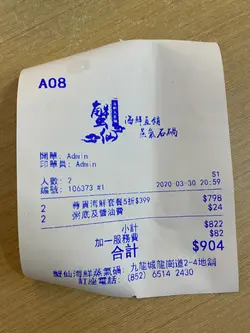 A08
蟹仙
海鮮直銷
蒸氣石鍋
開單: Admin
印單員: Admin
人數: 2
S1
編號: 106373 #1
2020-03-30 20:59
2 尊貴海鮮套餐5折$399 $798
2 粥底及醬油費 $24
小計 $822
加一服務費 $82
合計 $904
蟹仙海鮮蒸氣鍋: 九龍城龍崗道2-4地舖
訂座電話: (852) 6514 2430